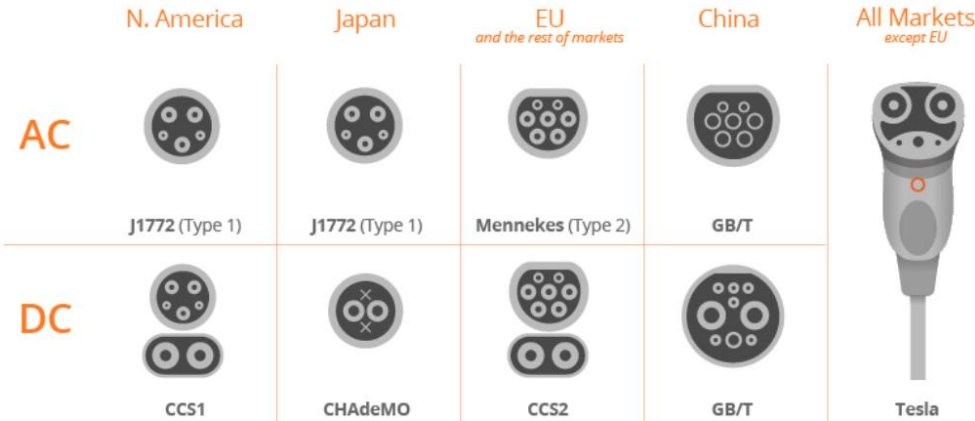 N. America
Japan
EU
and the rest of markets
China
All Markets
except EU
AC
J1772 (Type 1)
J1772 (Type 1)
Mennekes (Type 2)
GB/T
DC
CCS1
CHAdeMO
CCS2
GB/T
Tesla